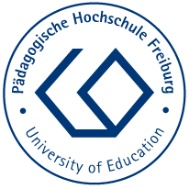 Pädagogische Hochschule Freiburg
University of Education